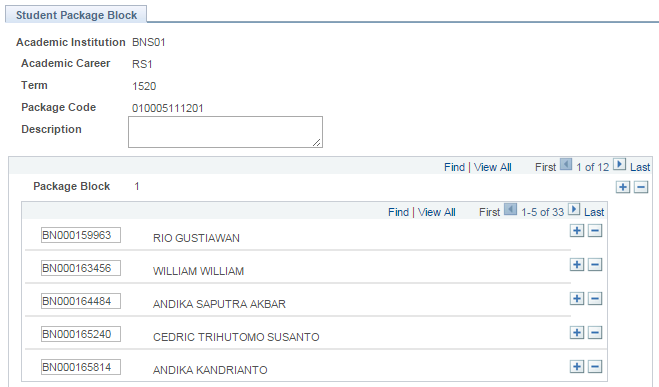 Student Package Block
Academic Institution BNS01
Academic Career RS1
Term 1520
Package Code 010005111201
Description
Find | View All First 1 of 12 Last
Package Block 1
Find | View All First 1-5 of 33 Last
BN000159963 RIO GUSTIAWAN
BN000163456 WILLIAM WILLIAM
BN000164484 ANDIKA SAPUTRA AKBAR
BN000165240 CEDRIC TRIHUTOMO SUSANTO
BN000165814 ANDIKA KANDRIANTO